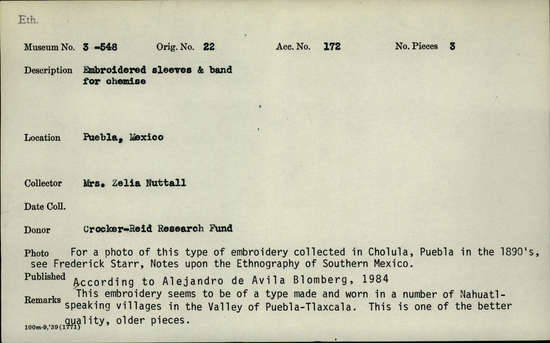 Eth.
Museum No. 3-548 Orig. No. 22 Acc. No. 172 No. Pieces 3
Description Embroidered sleeves & band
for chemise
Location Puebla, Mexico
Collector Mrs. Zelia Nuttall
Date Coll.
Donor Crocker-Reid Research Fund
Photo For a photo of this type of embroidery collected in Cholula, Puebla in the 1890's,
see Frederick Starr, Notes upon the Ethnography of Southern Mexico.
Published According to Alejandro de Avila Blomberg, 1984
Remarks This embroidery seems to be of a type made and worn in a number of Nahuatl-
speaking villages in the Valley of Puebla-Tlaxcala. This is one of the better
quality, older pieces.
100m-9,'39(1771)